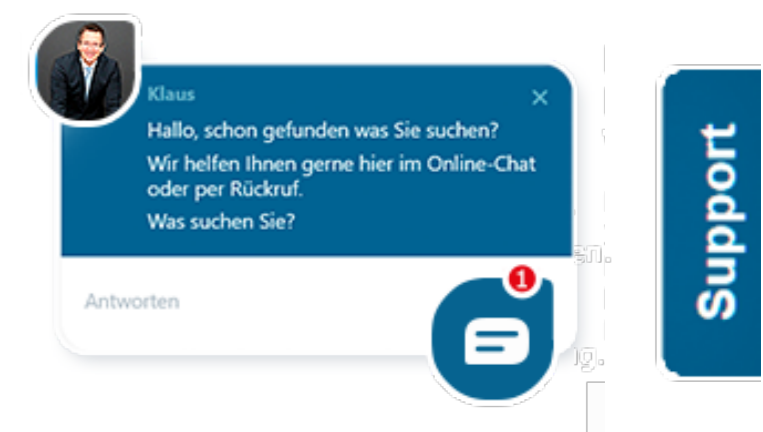 Klaus
Hallo, schon gefunden was Sie suchen?
Wir helfen Ihnen gerne hier im Online-Chat
oder per Rückruf.
Was suchen Sie?
Antworten
1
en.
g.
Support